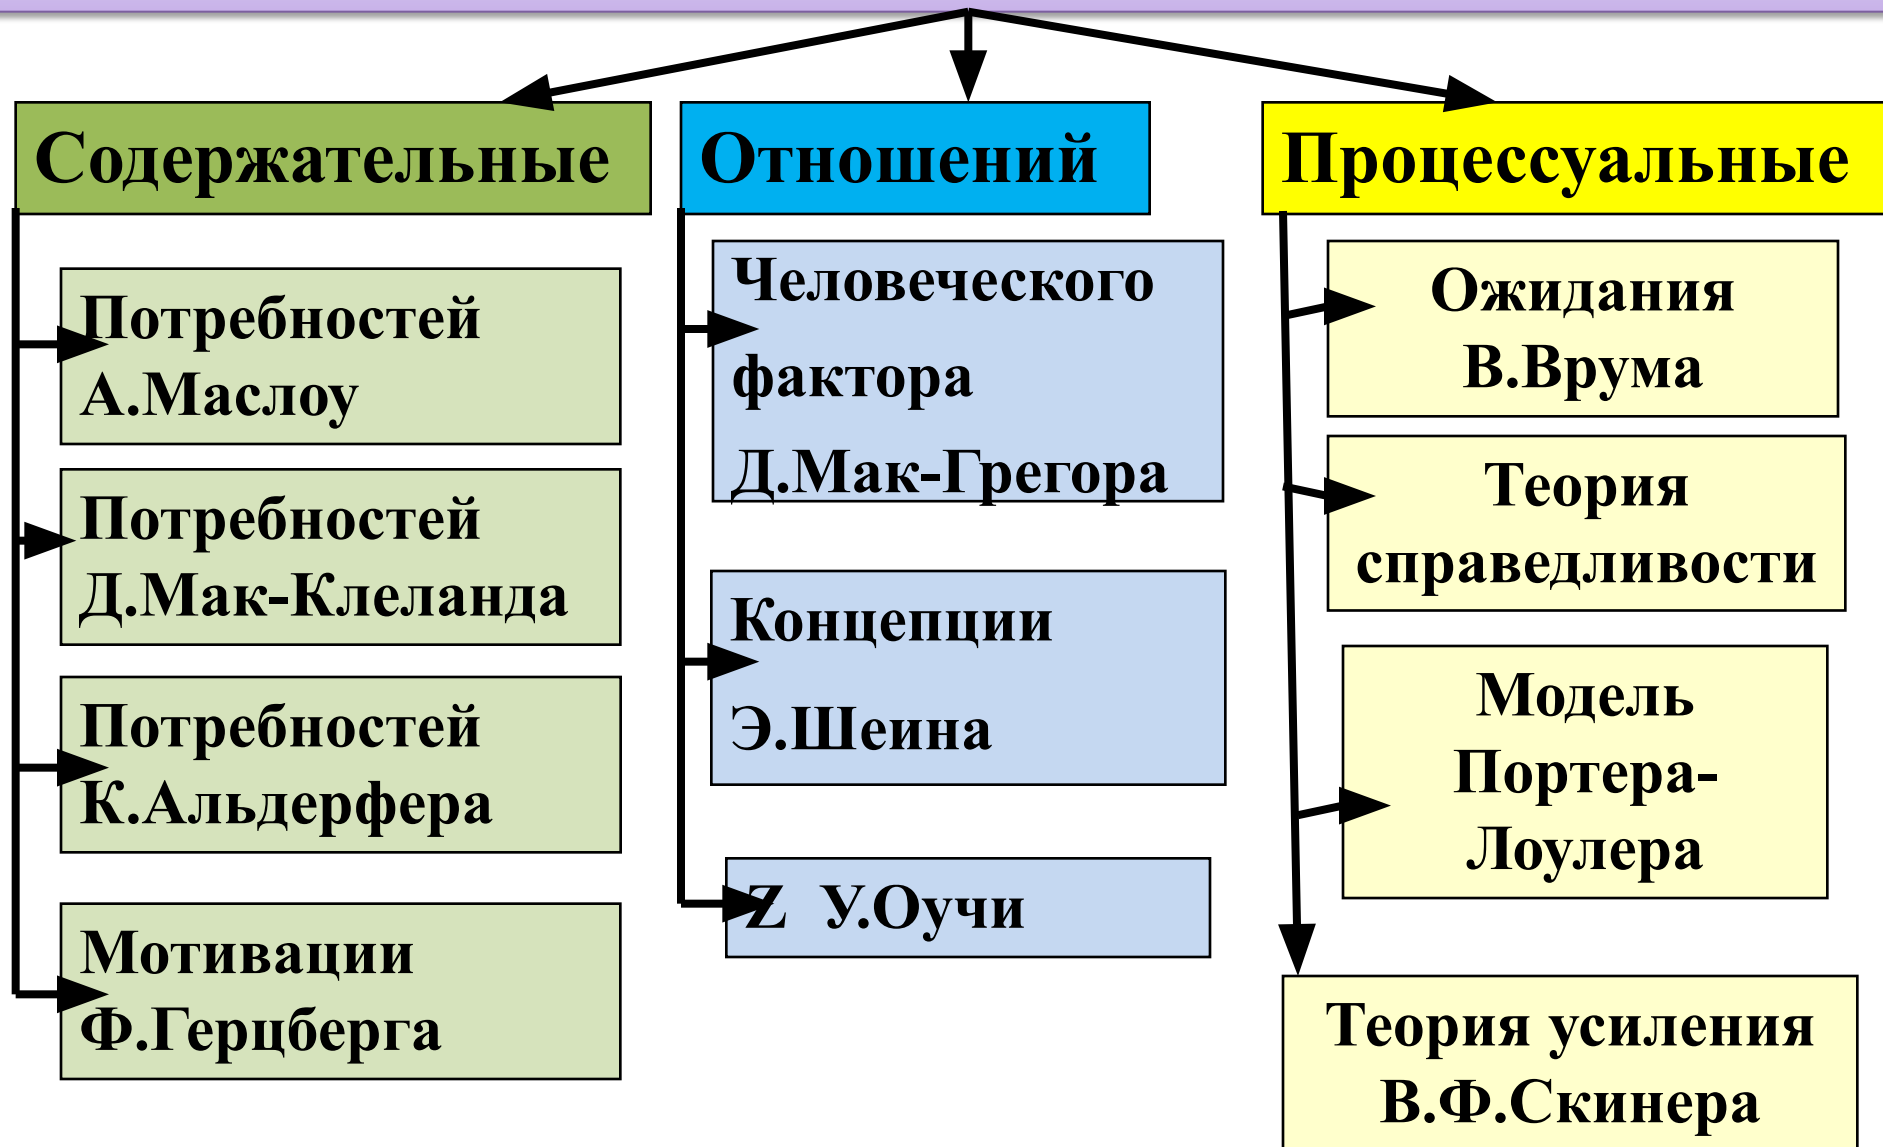 Содержательные
Потребностей
А.Маслоу
Потребностей
Д.Мак-Клеланда
Потребностей
К.Альдерфера
Мотивации
Ф.Герцберга
Отношений
Человеческого
фактора
Д.Мак-Грегора
Концепции
Э.Шеина
Z У.Оучи
Процессуальные
Ожидания
В.Врума
Теория
справедливости
Модель
Портера-
Лоулера
Теория усиления
В.Ф.Скинера